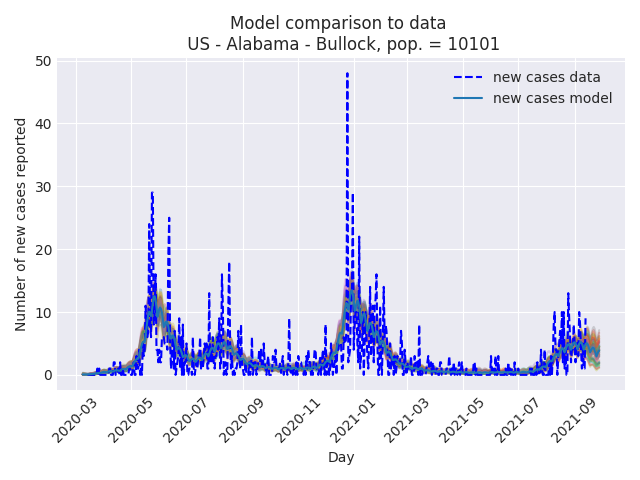 Model comparison to data
US - Alabama - Bullock, pop. = 10101
new cases data
new cases model
Number of new cases reported
50
40
30
20
10
0
2020-03
2020-05
2020-07
2020-09
2020-11
2021-01
2021-03
2021-05
2021-07
2021-09
Day